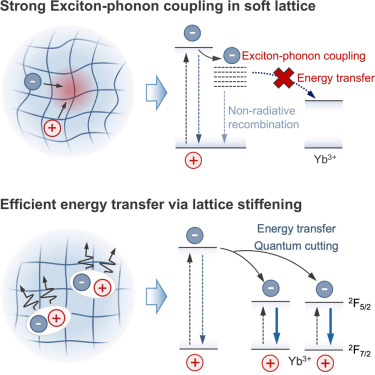 Strong Exciton-phonon coupling in soft lattice
−
−
−
Exciton-phonon coupling
Energy transfer
Non-radiative
recombination
+
+
Yb³⁺
Efficient energy transfer via lattice stiffening
−
Energy transfer
Quantum cutting
− +
− +
−
−
²F₅/₂
²F₇/₂
+
+
Yb³⁺
+